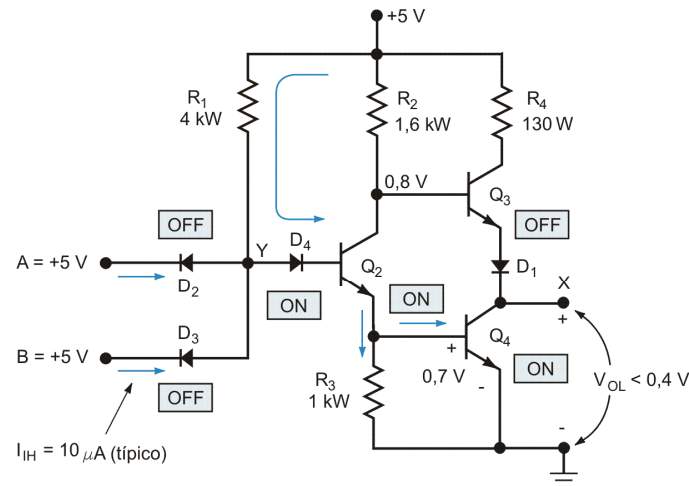 +5 V
R1
4 kW
R2
1,6 kW
R4
130 W
0,8 V
Q3
OFF
OFF
A = +5 V
D2
Y
D4
ON
Q2
D1
X
+
ON
Q4
B = +5 V
D3
OFF
+
0,7 V
-
ON
VOL < 0,4 V
R3
1 kW
-
IIH = 10 μA (típico)